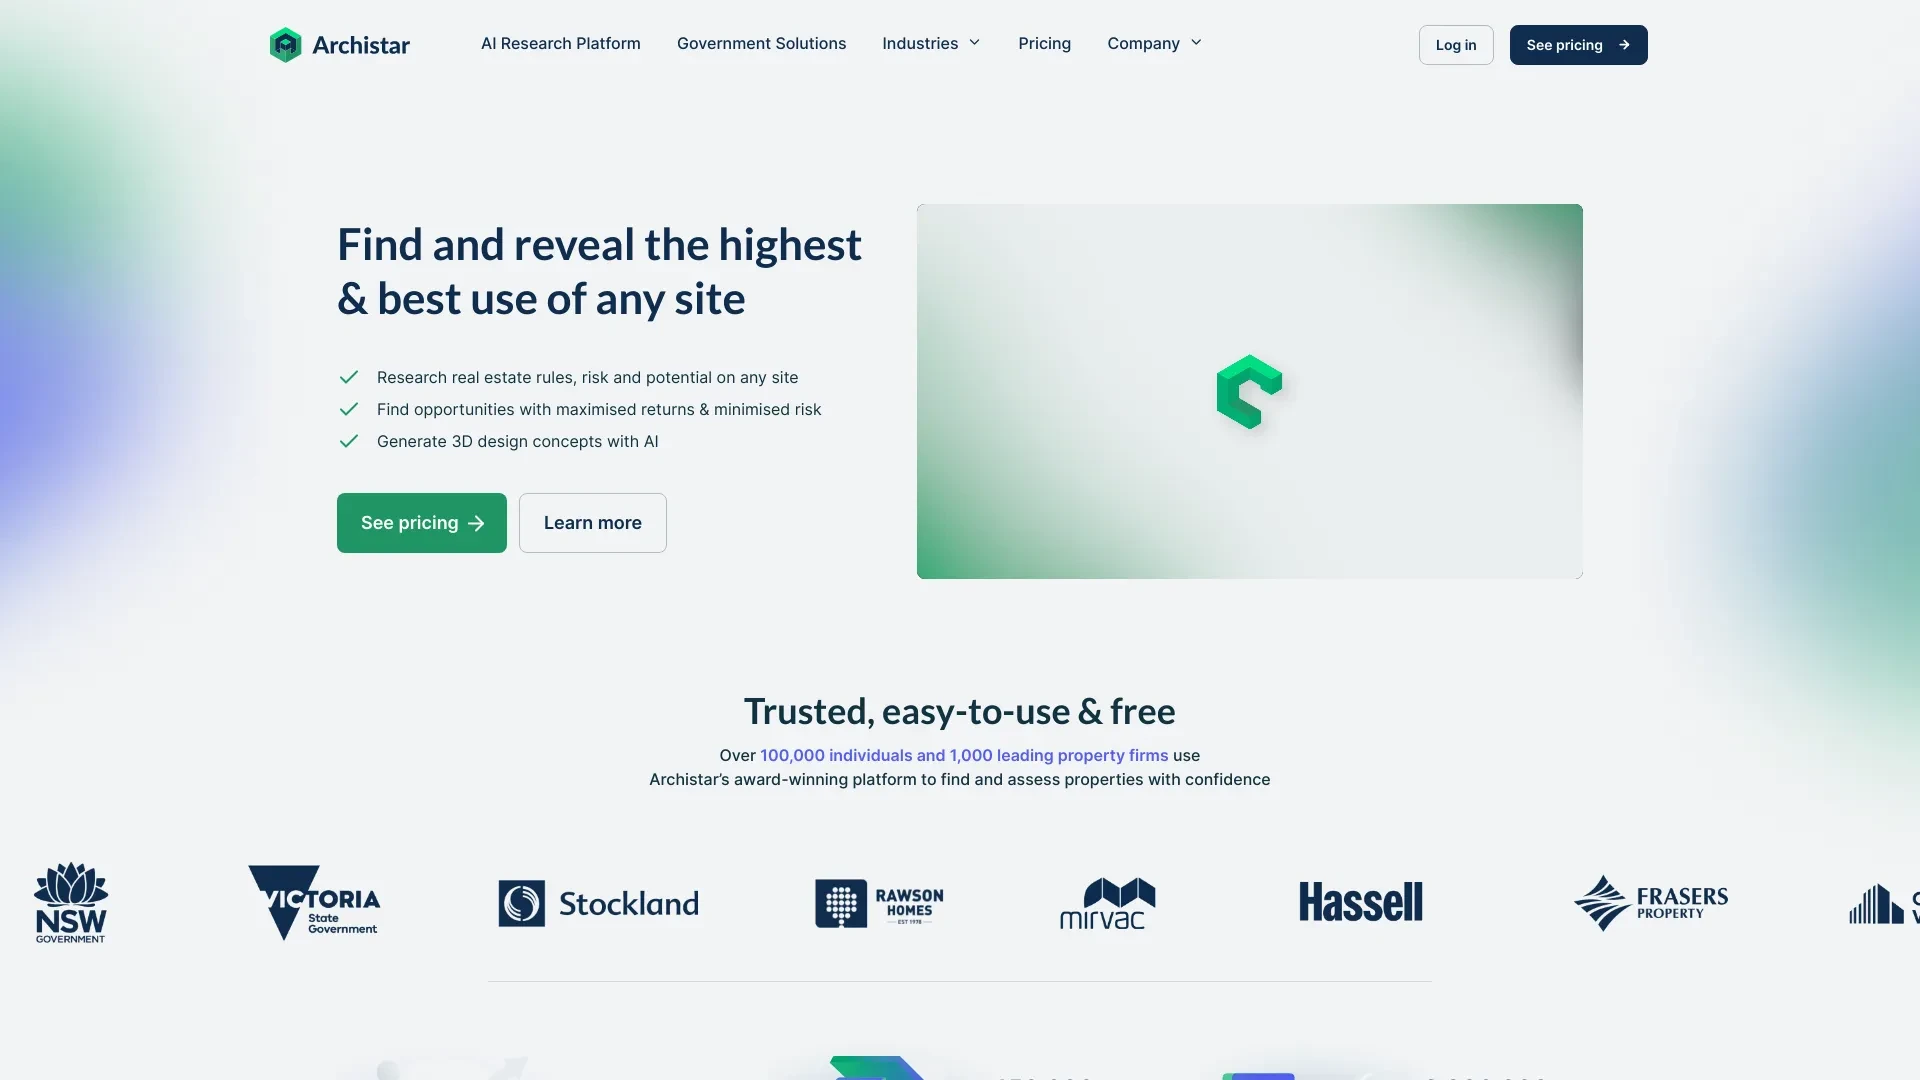 Archistar
AI Research Platform
Government Solutions
Industries
Pricing
Company
Log in
See pricing
Find and reveal the highest
& best use of any site
Research real estate rules, risk and potential on any site
Find opportunities with maximised returns & minimised risk
Generate 3D design concepts with AI
See pricing
Learn more
Trusted, easy-to-use & free
Over 100,000 individuals and 1,000 leading property firms use
Archistar’s award-winning platform to find and assess properties with confidence
NSW
GOVERNMENT
VICTORIA
State
Government
Stockland
RAWSON
HOMES
EST 1978
mirvac
Hassell
FRASERS
PROPERTY